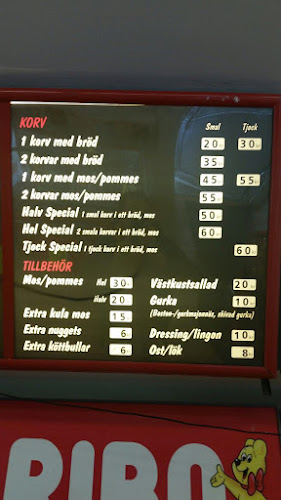 KORV Smal Tjock
1 korv med bröd 20:- 30:-
2 korvar med bröd 35
1 korv med mos/pommes 45 55:-
2 korvar mos/pommes 55:-
Halv Special 1 smal korv i ett bröd, mos 50:-
Hel Special 2 smala korvar i ett bröd, mos 60:-
Tjock Special 1 tjock korv i ett bröd, mos 60:-
TILLBEHÖR
Mos/pommes Hel 30:- Västkustsallad 20:-
Halv 20 Gurka 10:-
Extra kula mos 15 (Boston-/gurkmajonnäs, skivad gurka)
Extra nuggets 6 Dressing/lingon 10:-
Extra köttbullar 6:- Ost/lök 8:-
SIBO